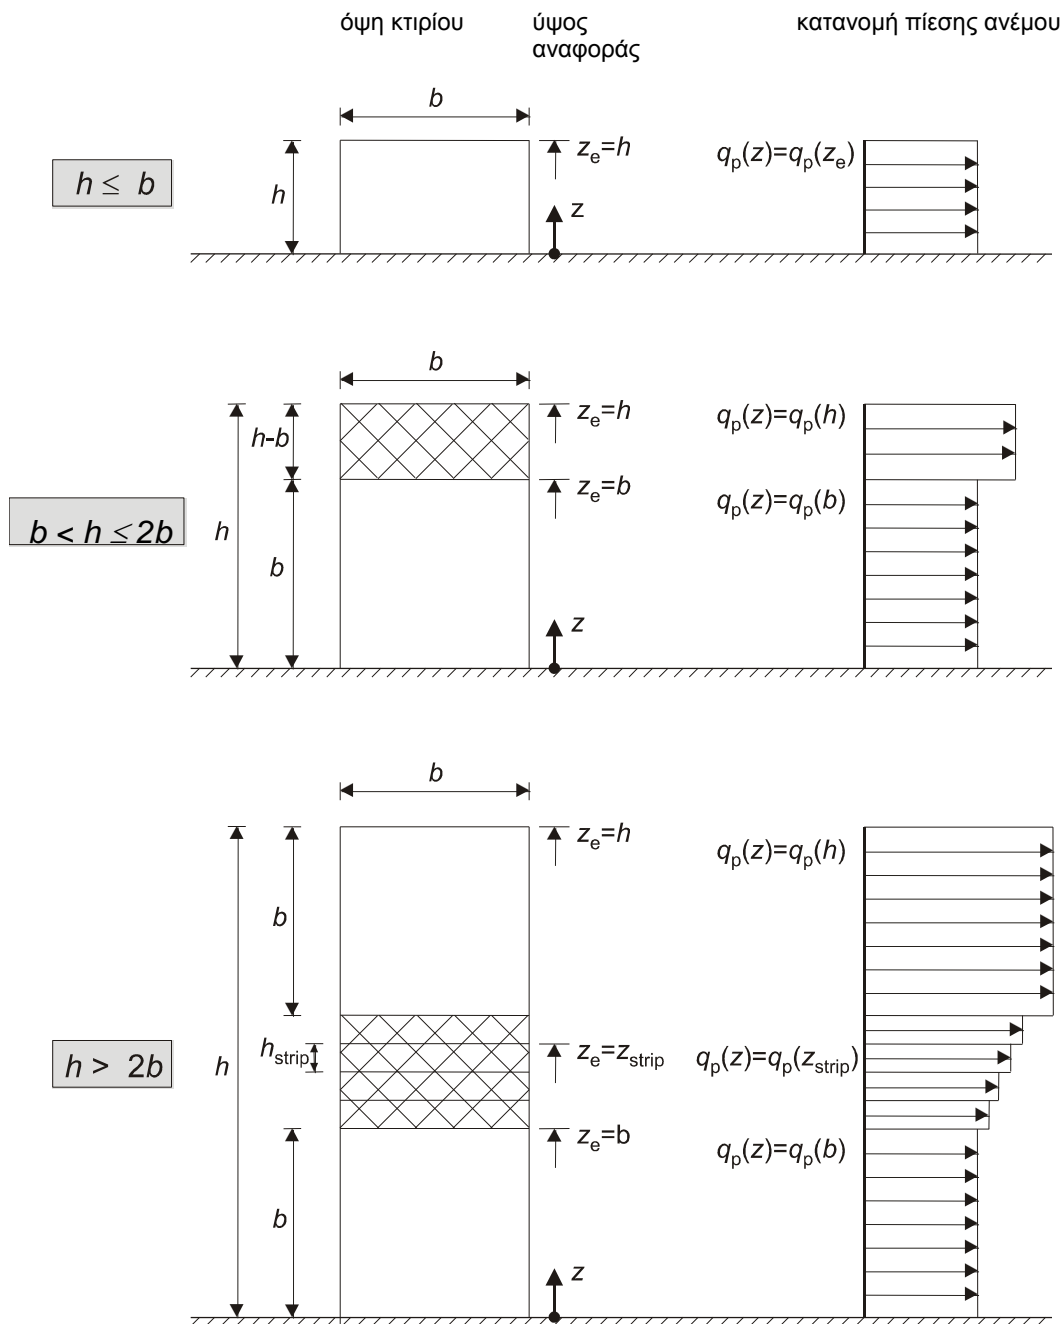 όψη κτιρίου
ύψος
αναφοράς
κατανομή πίεσης ανέμου
b
h ≤ b
h
z_e=h
z
q_p(z)=q_p(z_e)
b
b < h ≤ 2b
h
h-b
b
z_e=h
z_e=b
z
q_p(z)=q_p(h)
q_p(z)=q_p(b)
b
h > 2b
h
b
h_strip
b
z_e=h
z_e=z_strip
z_e=b
z
q_p(z)=q_p(h)
q_p(z)=q_p(z_strip)
q_p(z)=q_p(b)